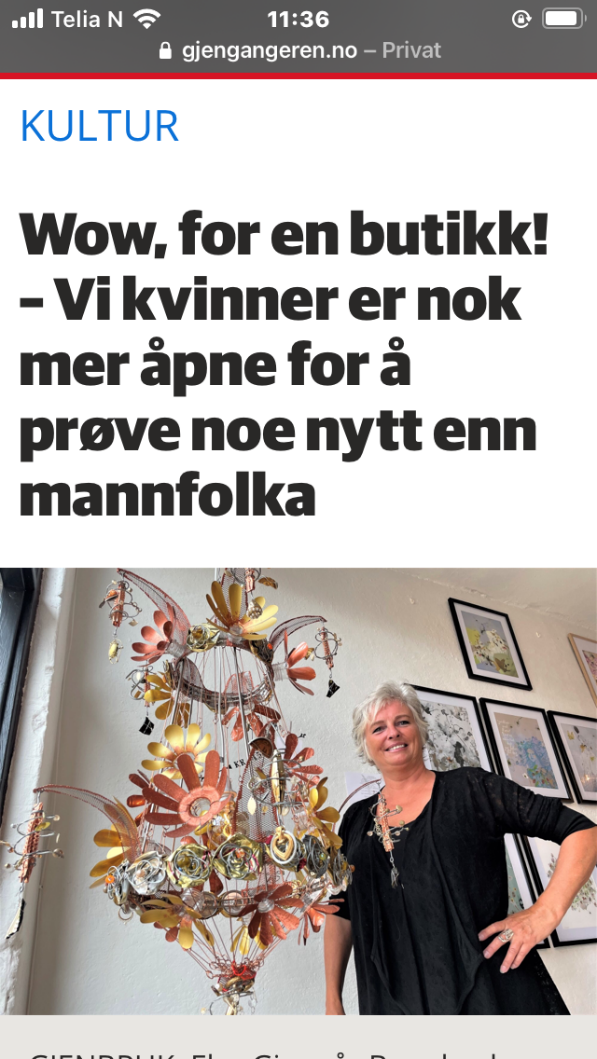 Telia N 11:36
gjengangeren.no – Privat
KULTUR
Wow, for en butikk!
– Vi kvinner er nok
mer åpne for å
prøve noe nytt enn
mannfolka